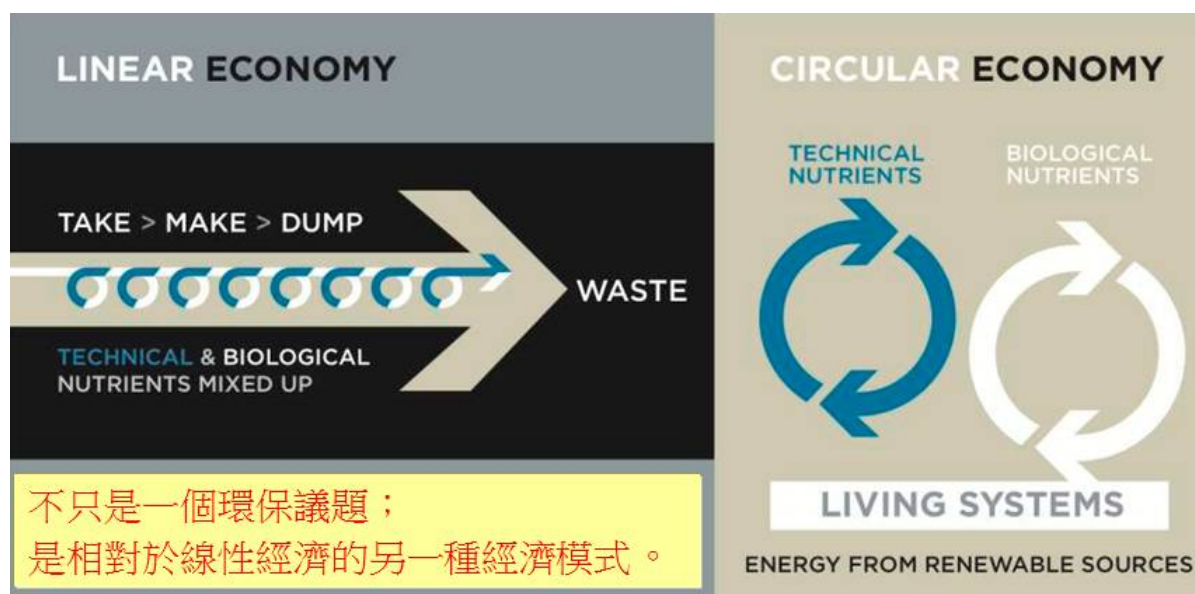 LINEAR ECONOMY
TAKE > MAKE > DUMP
WASTE
TECHNICAL & BIOLOGICAL
NUTRIENTS MIXED UP
不只是一個環保議題；
是相對於線性經濟的另一種經濟模式。
CIRCULAR ECONOMY
TECHNICAL
NUTRIENTS
BIOLOGICAL
NUTRIENTS
LIVING SYSTEMS
ENERGY FROM RENEWABLE SOURCES